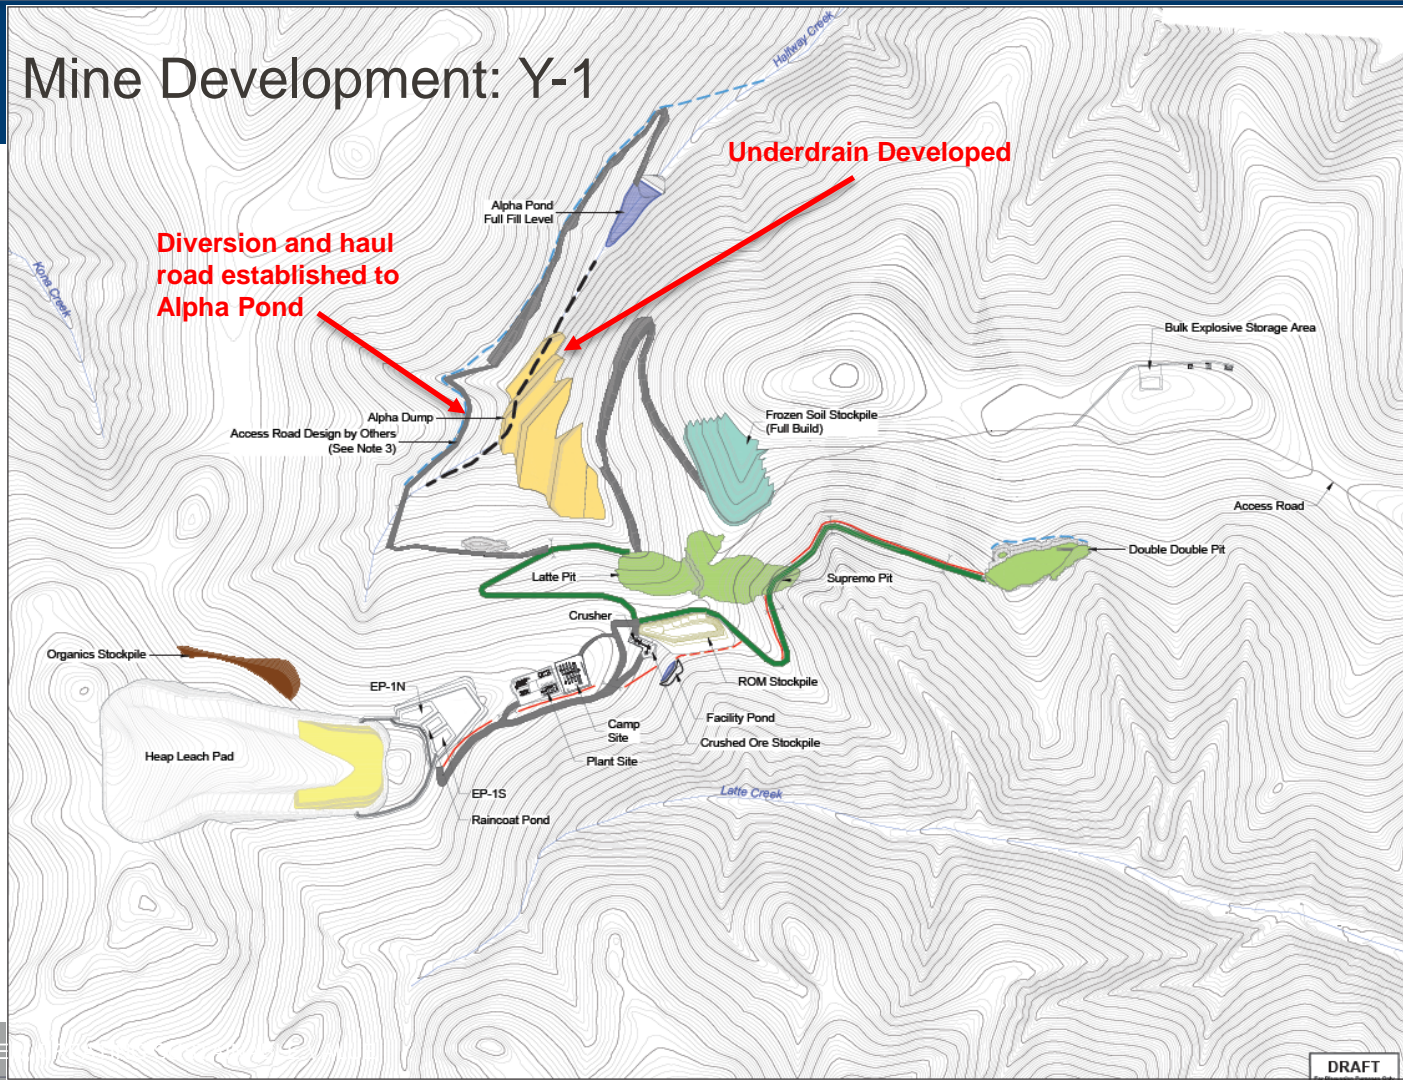 Mine Development: Y-1
Halfway Creek
Underdrain Developed
Alpha Pond
Full Fill Level
Diversion and haul
road established to
Alpha Pond
Kona Creek
Bulk Explosive Storage Area
Alpha Dump
Access Road Design by Others
(See Note 3)
Frozen Soil Stockpile
(Full Build)
Access Road
Double Double Pit
Latte Pit
Supremo Pit
Crusher
Organics Stockpile
EP-1N
ROM Stockpile
Facility Pond
Camp
Site
Crushed Ore Stockpile
Heap Leach Pad
Plant Site
EP-1S
Latte Creek
Raincoat Pond
DRAFT